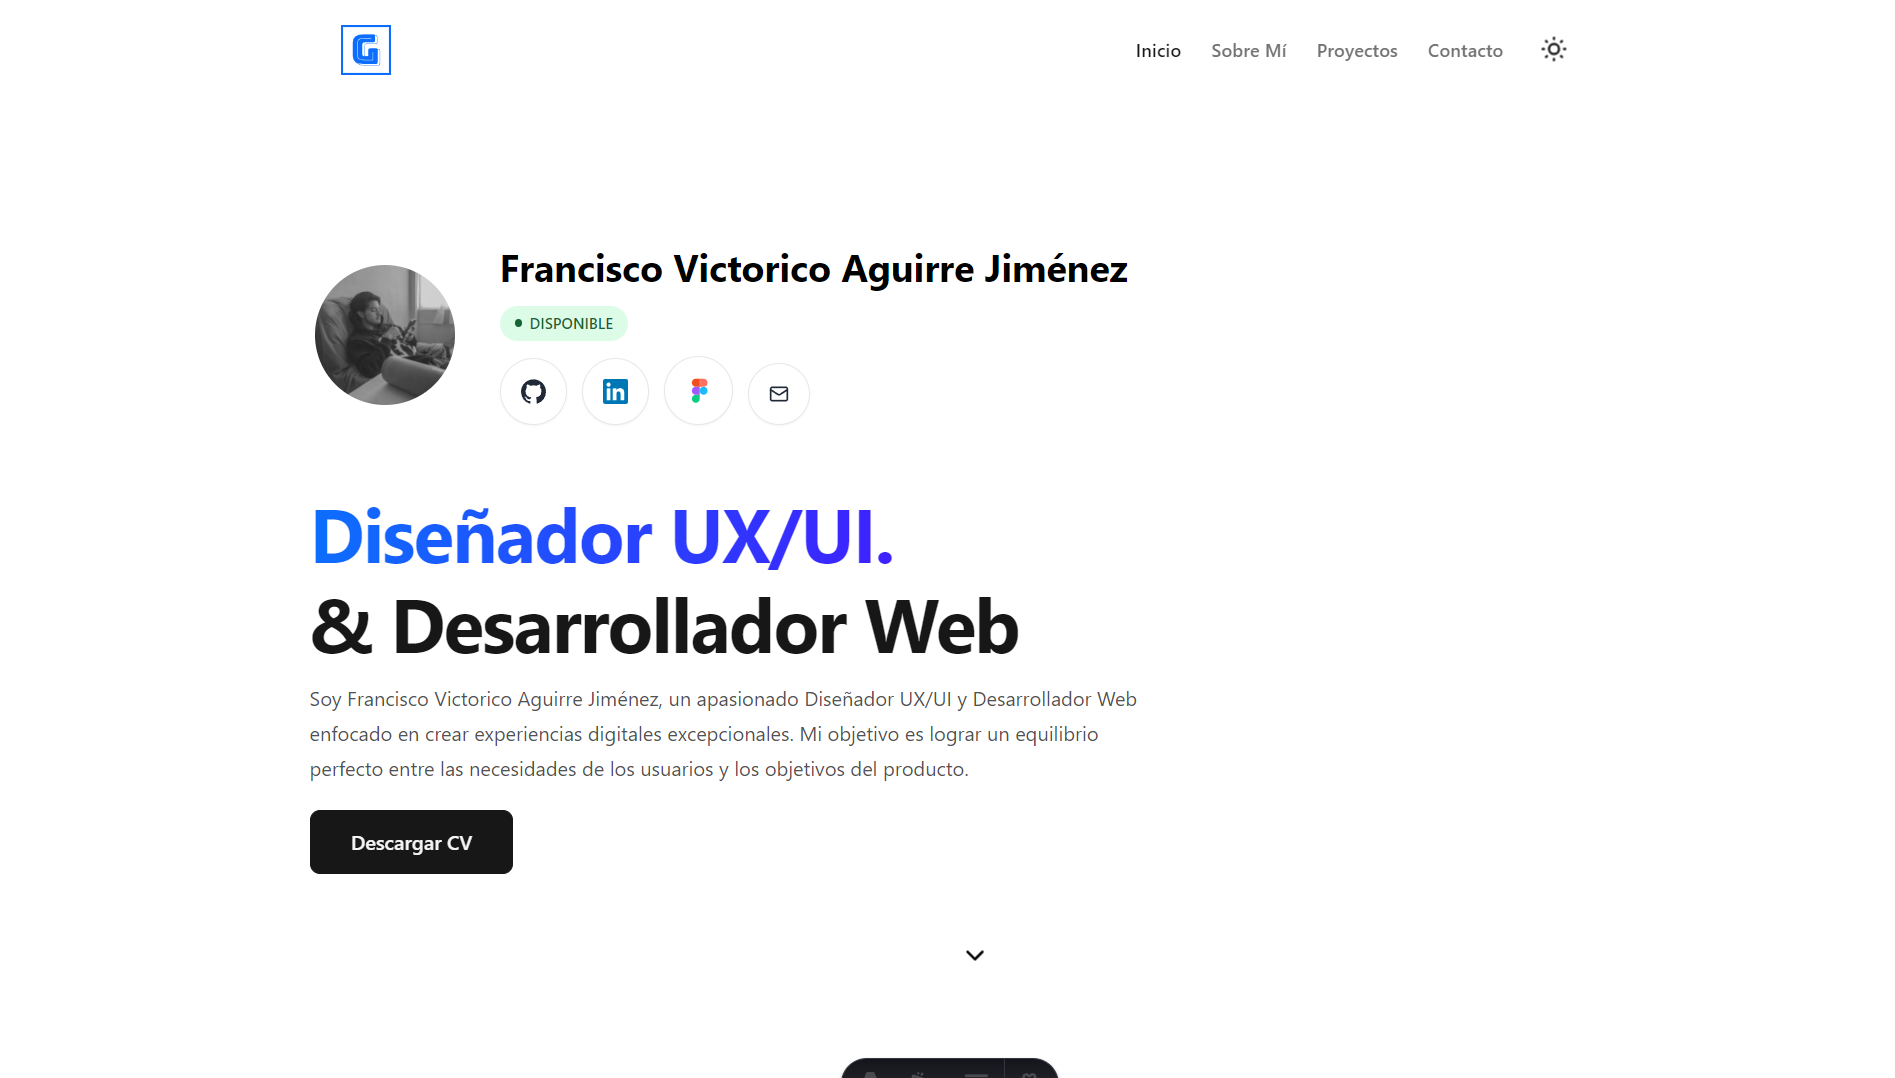 G
Inicio
Sobre Mí
Proyectos
Contacto
Francisco Victorico Aguirre Jiménez
DISPONIBLE
in
Diseñador UX/UI.
& Desarrollador Web
Soy Francisco Victorico Aguirre Jiménez, un apasionado Diseñador UX/UI y Desarrollador Web
enfocado en crear experiencias digitales excepcionales. Mi objetivo es lograr un equilibrio
perfecto entre las necesidades de los usuarios y los objetivos del producto.
Descargar CV